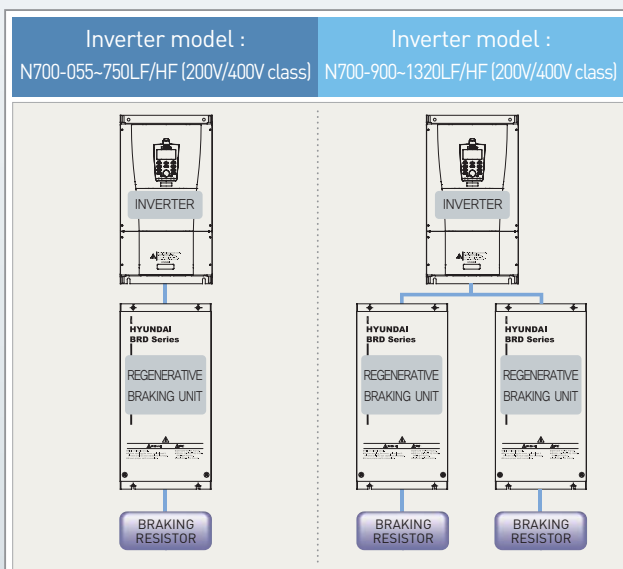 Inverter model :
N700-055~750LF/HF (200V/400V class)
Inverter model :
N700-900~1320LF/HF (200V/400V class)
INVERTER
HYUNDAI
BRD Series
REGENERATIVE
BRAKING UNIT
BRAKING
RESISTOR
INVERTER
HYUNDAI
BRD Series
REGENERATIVE
BRAKING UNIT
BRAKING
RESISTOR
HYUNDAI
BRD Series
REGENERATIVE
BRAKING UNIT
BRAKING
RESISTOR